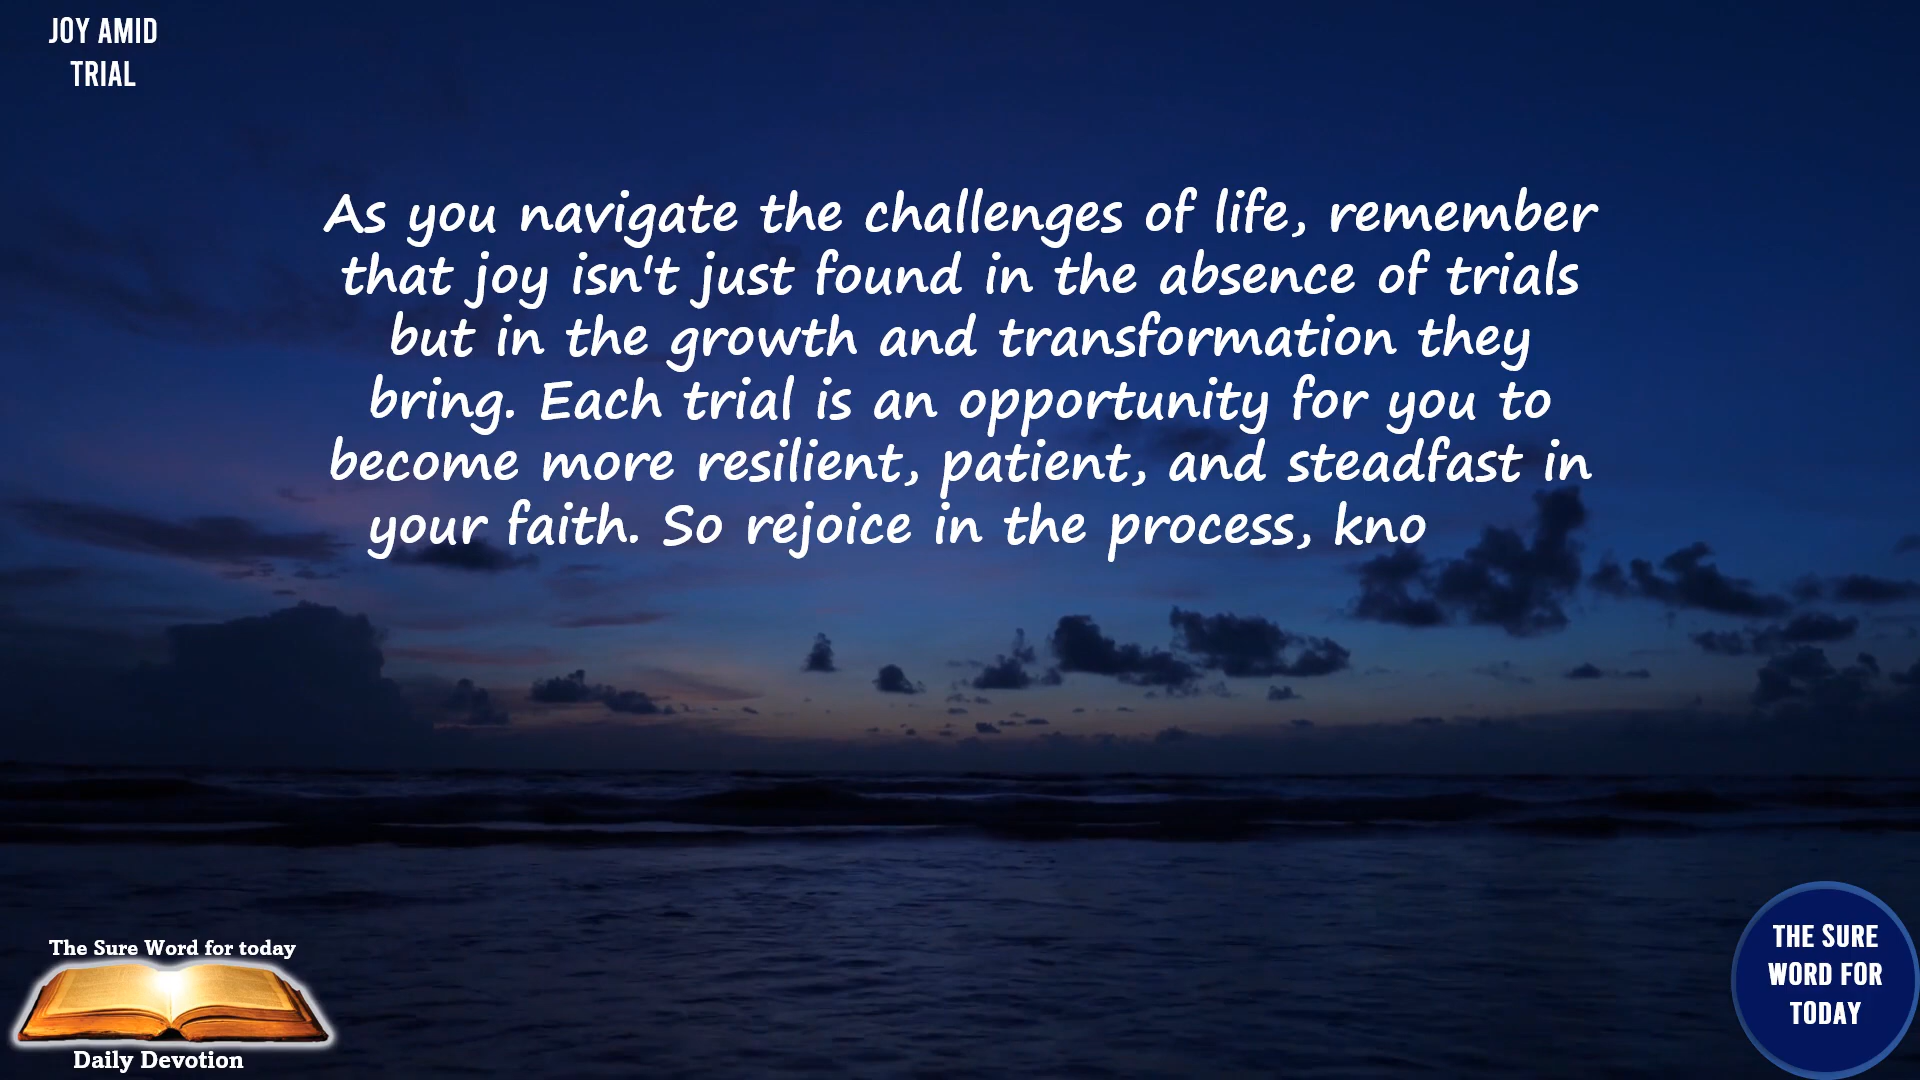 JOY AMID
TRIAL
As you navigate the challenges of life, remember
that joy isn't just found in the absence of trials
but in the growth and transformation they
bring. Each trial is an opportunity for you to
become more resilient, patient, and steadfast in
your faith. So rejoice in the process, kno
The Sure Word for today
Daily Devotion
THE SURE
WORD FOR
TODAY